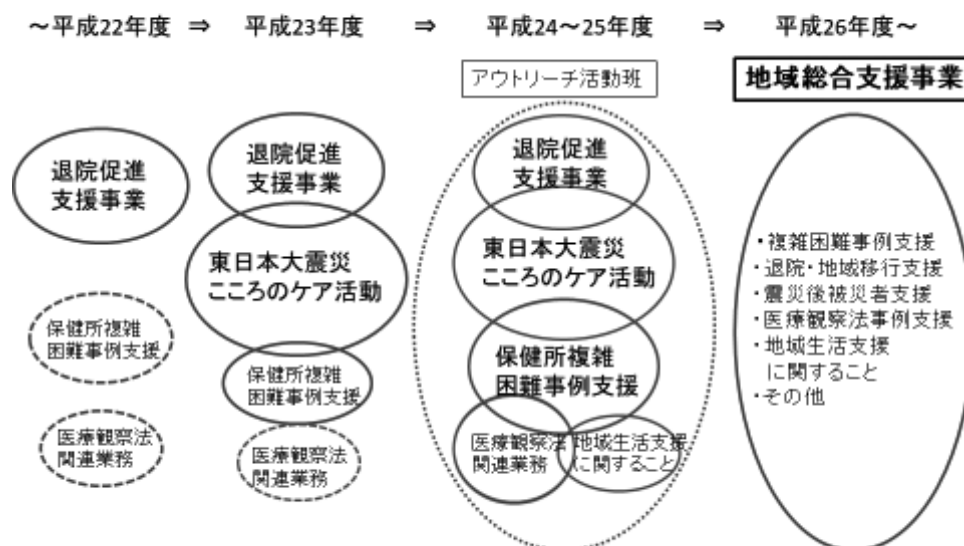 ～平成22年度 ⇒ 平成23年度 ⇒ 平成24～25年度 ⇒ 平成26年度～
退院促進
支援事業
保健所複雑
困難事例支援
医療観察法
関連業務
退院促進
支援事業
東日本大震災
こころのケア活動
保健所複雑
困難事例支援
医療観察法
関連業務
アウトリーチ活動班
退院促進
支援事業
東日本大震災
こころのケア活動
保健所複雑
困難事例支援
医療観察法
関連業務
地域生活支援
に関すること
地域総合支援事業
・複雑困難事例支援
・退院・地域移行支援
・震災後被災者支援
・医療観察法事例支援
・地域生活支援
に関すること
・その他